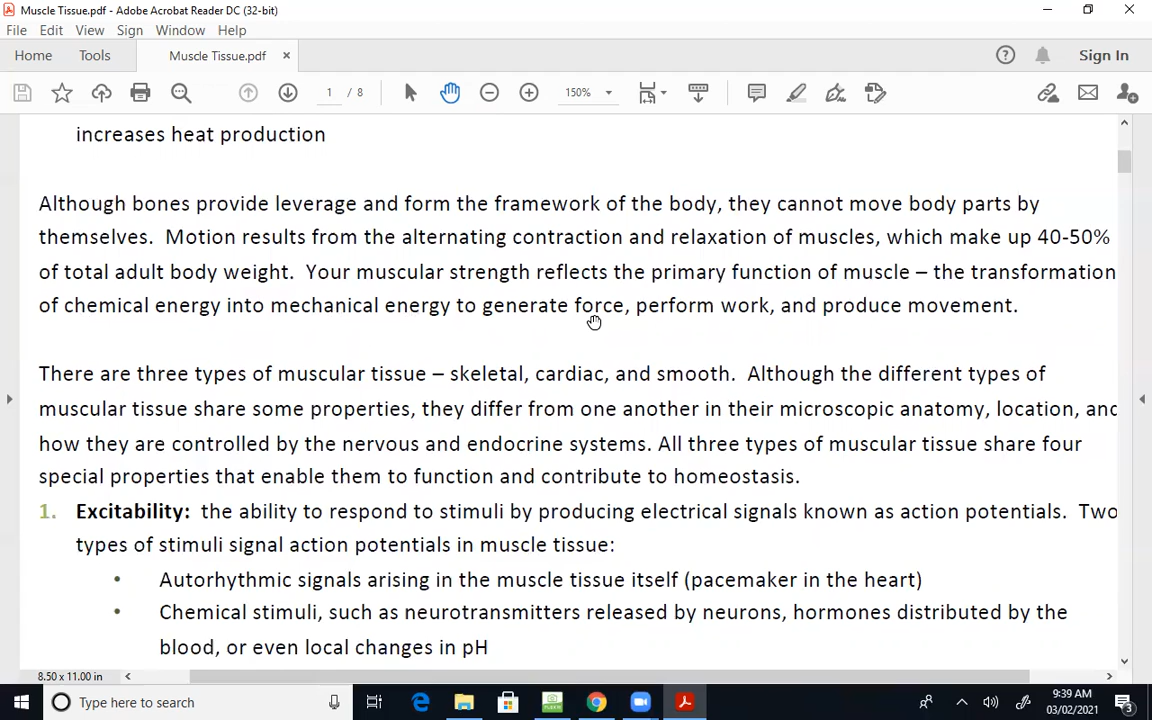 Muscle Tissue.pdf - Adobe Acrobat Reader DC (32-bit)
File Edit View Sign Window Help
Home Tools Muscle Tissue.pdf × Sign In
1 / 8 150%
increases heat production
Although bones provide leverage and form the framework of the body, they cannot move body parts by
themselves. Motion results from the alternating contraction and relaxation of muscles, which make up 40-50%
of total adult body weight. Your muscular strength reflects the primary function of muscle – the transformation
of chemical energy into mechanical energy to generate force, perform work, and produce movement.
There are three types of muscular tissue – skeletal, cardiac, and smooth. Although the different types of
muscular tissue share some properties, they differ from one another in their microscopic anatomy, location, and
how they are controlled by the nervous and endocrine systems. All three types of muscular tissue share four
special properties that enable them to function and contribute to homeostasis.
1. Excitability: the ability to respond to stimuli by producing electrical signals known as action potentials. Two
types of stimuli signal action potentials in muscle tissue:
• Autorhythmic signals arising in the muscle tissue itself (pacemaker in the heart)
• Chemical stimuli, such as neurotransmitters released by neurons, hormones distributed by the
blood, or even local changes in pH
8.50 x 11.00 in
Type here to search
9:39 AM
03/02/2021
3